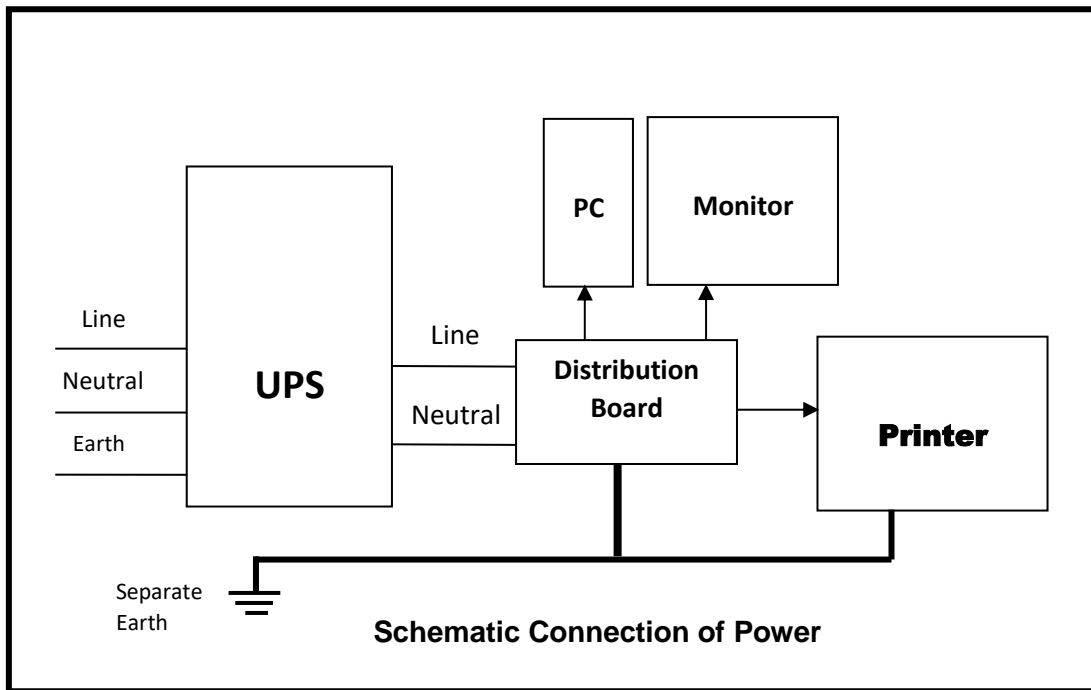 PC
Monitor
Line
Neutral
Earth
UPS
Line
Neutral
Distribution
Board
Printer
Separate
Earth
Schematic Connection of Power